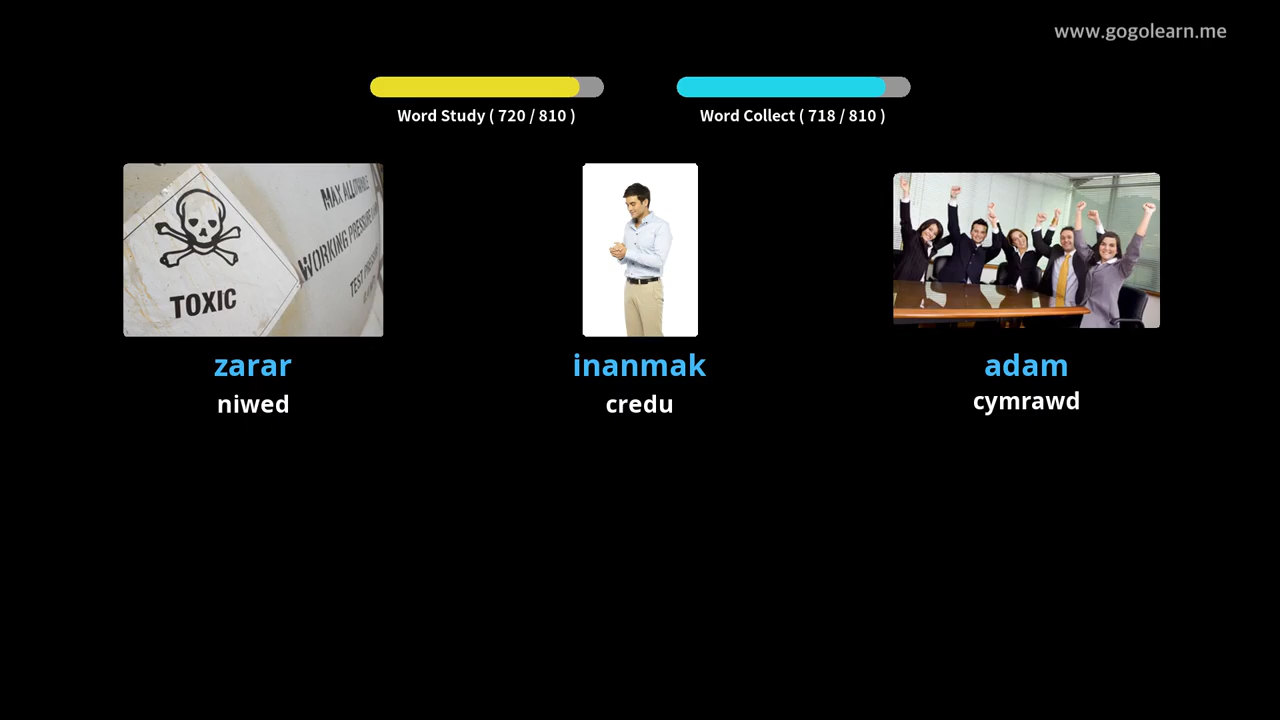 www.gogolearn.me
Word Study ( 720 / 810 )
Word Collect ( 718 / 810 )
TOXIC
MAX ALLOWABLE
WORKING PRESSURE
TEST
zarar
niwed
inanmak
credu
adam
cymrawd